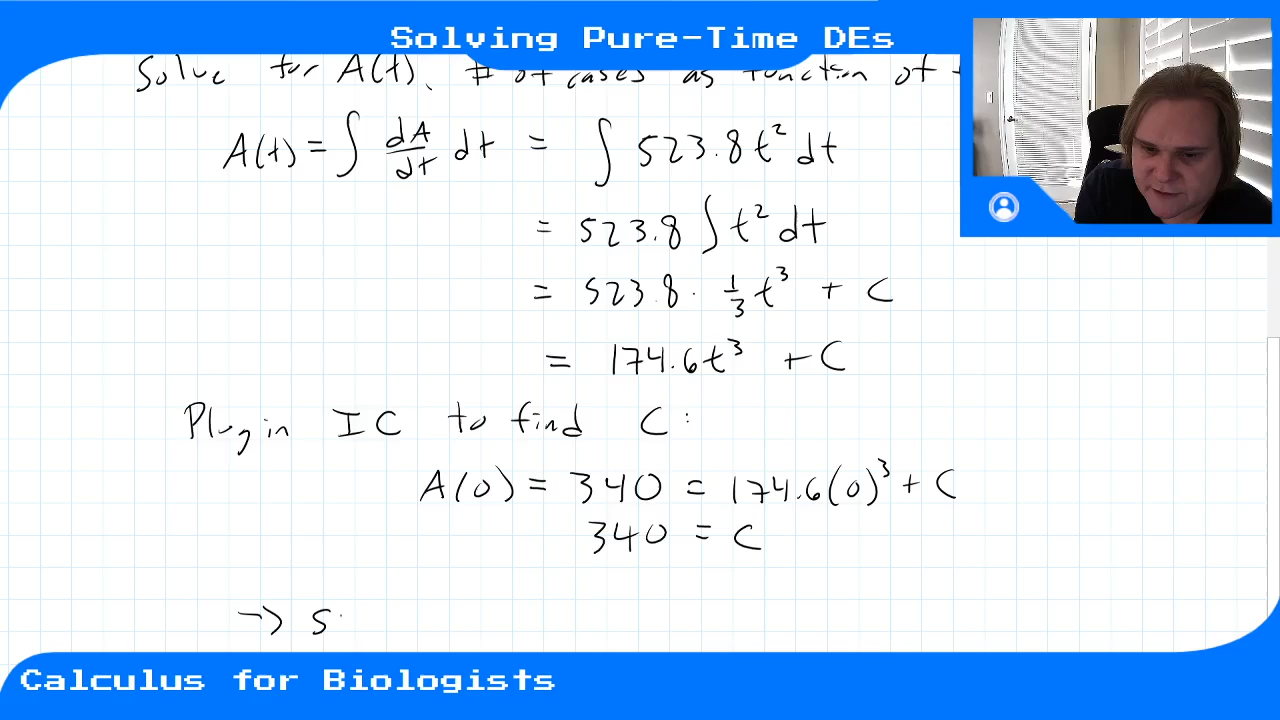 Solving Pure-Time DEs
Solve for A(t), # of cases as function of
A(t) = ∫ dA/dt dt = ∫ 523.8t² dt
= 523.8 ∫ t² dt
= 523.8 · 1/3 t³ + C
= 174.6t³ + C
Plug in IC to find C:
A(0) = 340 = 174.6(0)³ + C
340 = C
→ S
Calculus for Biologists